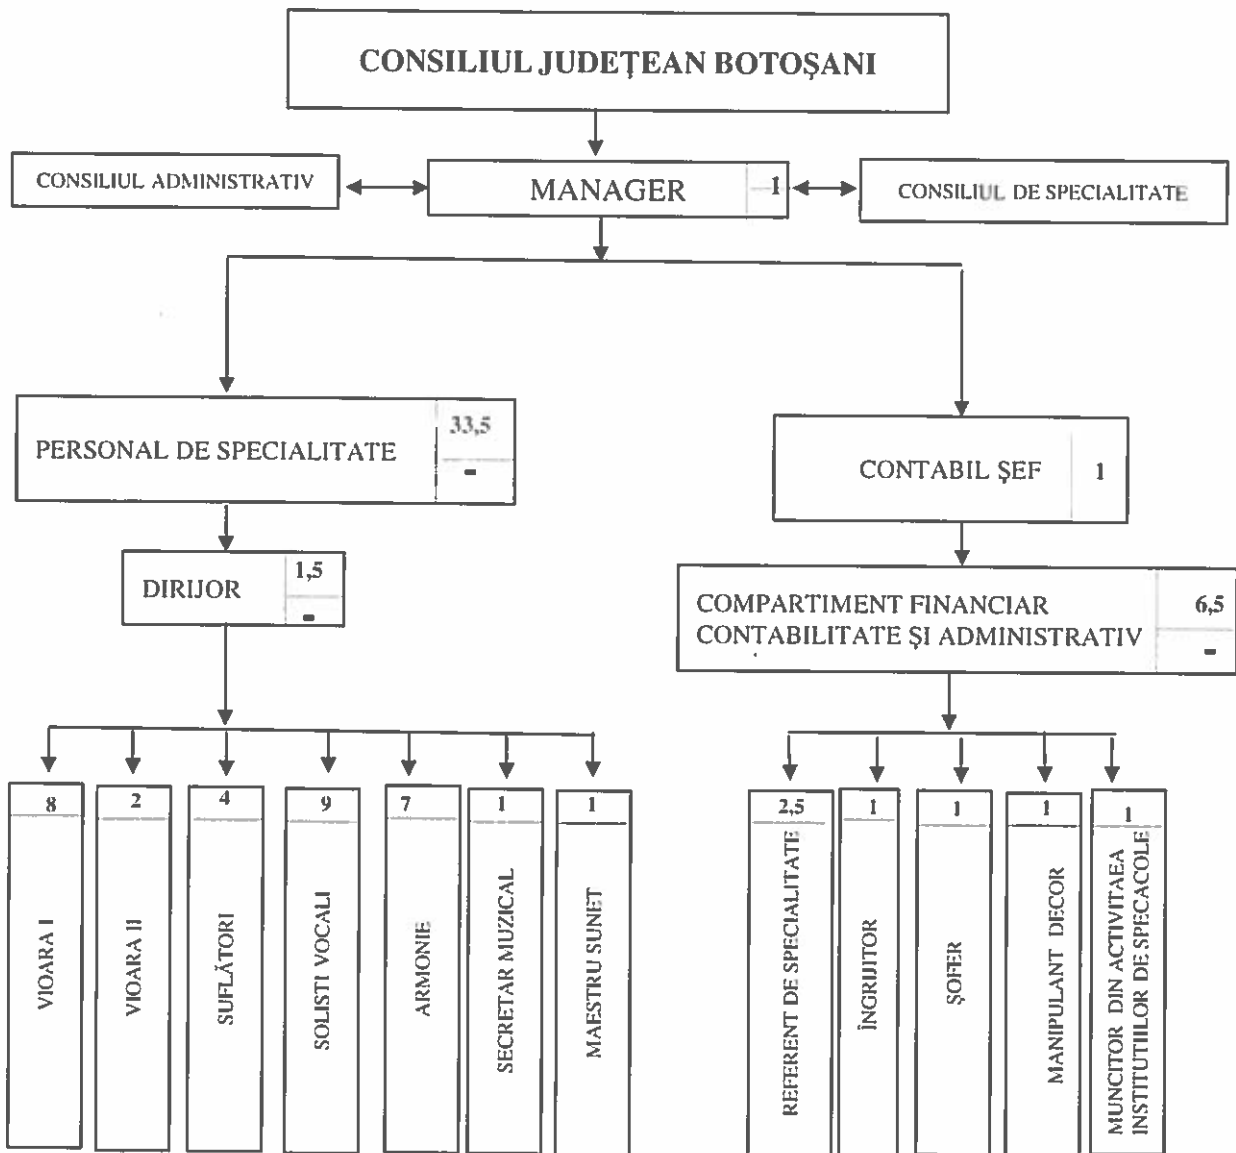 CONSILIUL JUDEȚEAN BOTOȘANI
CONSILIUL ADMINISTRATIV
MANAGER
1
CONSILIUL DE SPECIALITATE
PERSONAL DE SPECIALITATE
33,5
-
CONTABIL ȘEF
1
DIRIJOR
1,5
-
COMPARTIMENT FINANCIAR
CONTABILITATE ȘI ADMINISTRATIV
6,5
-
8
VIOARA I
2
VIOARA II
4
SUFLĂTORI
9
SOLISTI VOCALI
7
ARMONIE
1
SECRETAR MUZICAL
1
MAESTRU SUNET
2,5
REFERENT DE SPECIALITATE
1
ÎNGRIJITOR
1
ȘOFER
1
MANIPULANT DECOR
1
MUNCITOR DIN ACTIVITAEA
INSTITUTIILOR DE SPECACOLE